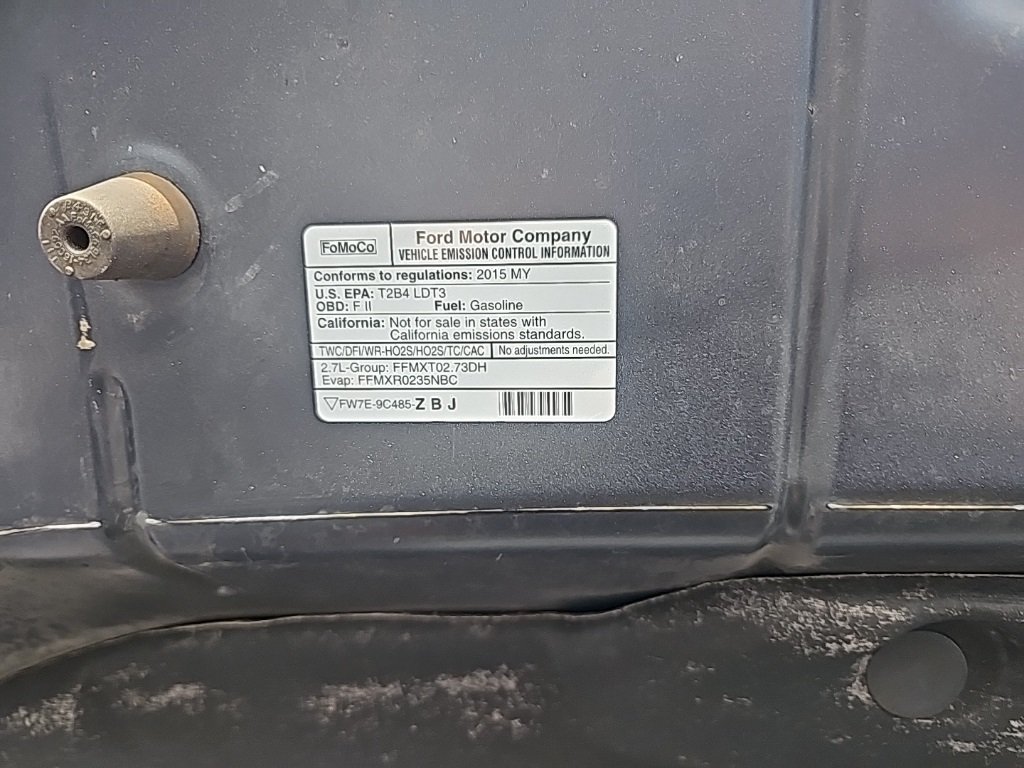 FoMoCo
Ford Motor Company
VEHICLE EMISSION CONTROL INFORMATION
Conforms to regulations: 2015 MY
U.S. EPA: T2B4 LDT3
OBD: F II Fuel: Gasoline
California: Not for sale in states with
California emissions standards.
TWC/DFI/WR-HO2S/HO2S/TC/CAC No adjustments needed.
2.7L-Group: FFMXT02.73DH
Evap: FFMXR0235NBC
FW7E-9C485-Z B J